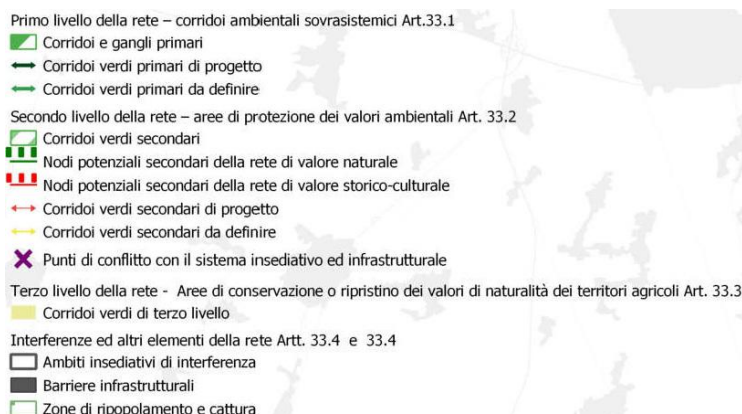 Primo livello della rete – corridoi ambientali sovrasistemici Art.33.1
Corridoi e gangli primari
Corridoi verdi primari di progetto
Corridoi verdi primari da definire
Secondo livello della rete – aree di protezione dei valori ambientali Art. 33.2
Corridoi verdi secondari
Nodi potenziali secondari della rete di valore naturale
Nodi potenziali secondari della rete di valore storico-culturale
Corridoi verdi secondari di progetto
Corridoi verdi secondari da definire
Punti di conflitto con il sistema insediativo ed infrastrutturale
Terzo livello della rete - Aree di conservazione o ripristino dei valori di naturalità dei territori agricoli Art. 33.3
Corridoi verdi di terzo livello
Interferenze ed altri elementi della rete Artt. 33.4 e 33.4
Ambiti insediativi di interferenza
Barriere infrastrutturali
Zone di ripopolamento e cattura